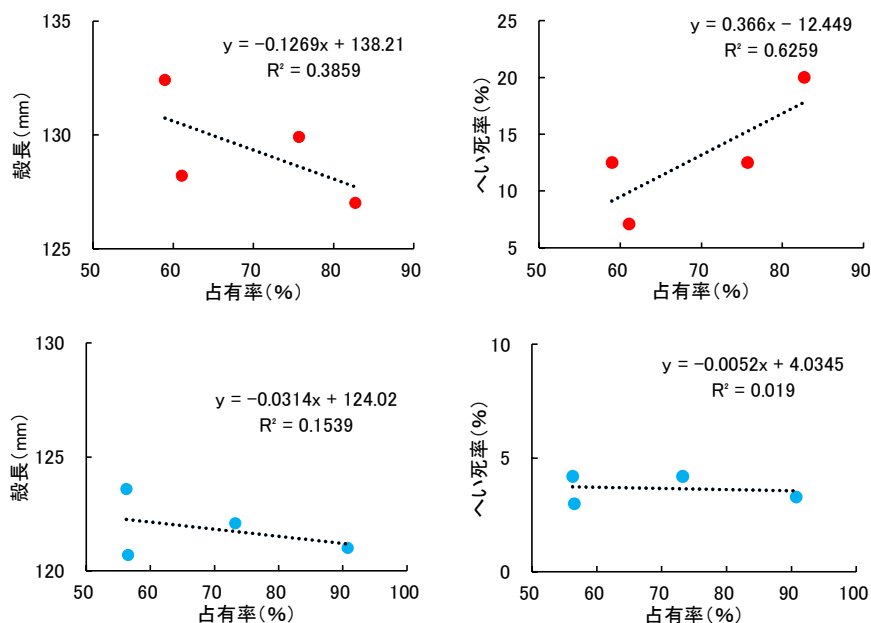 y = −0.1269x + 138.21
R² = 0.3859
135
130
125
殻長(mm)
50 60 70 80 90
占有率(%)
y = 0.366x − 12.449
R² = 0.6259
25
20
15
10
5
へい死率(%)
50 60 70 80 90
占有率(%)
y = −0.0314x + 124.02
R² = 0.1539
130
125
120
殻長(mm)
50 60 70 80 90 100
占有率(%)
y = −0.0052x + 4.0345
R² = 0.019
10
5
0
へい死率(%)
50 60 70 80 90 100
占有率(%)